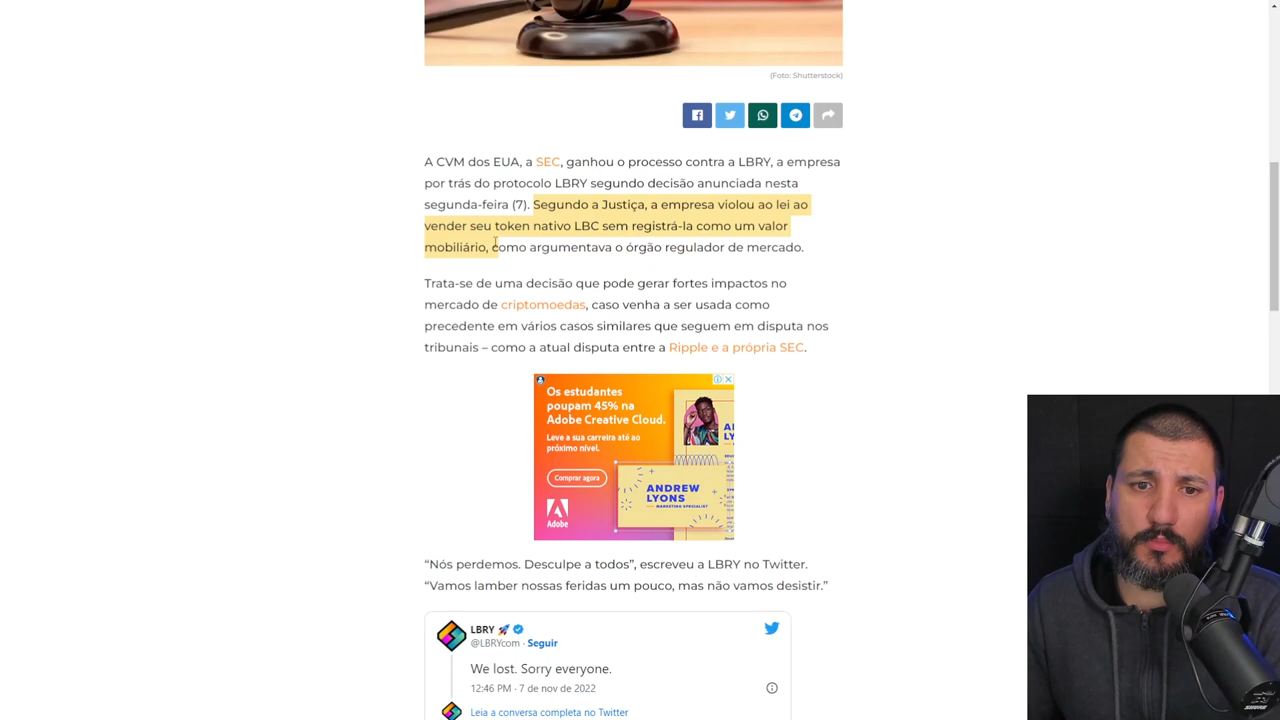 (Foto: Shutterstock)
A CVM dos EUA, a SEC, ganhou o processo contra a LBRY, a empresa
por trás do protocolo LBRY segundo decisão anunciada nesta
segunda-feira (7). Segundo a Justiça, a empresa violou ao lei ao
vender seu token nativo LBC sem registrá-la como um valor
mobiliário, como argumentava o órgão regulador de mercado.
Trata-se de uma decisão que pode gerar fortes impactos no
mercado de criptomoedas, caso venha a ser usada como
precedente em vários casos similares que seguem em disputa nos
tribunais – como a atual disputa entre a Ripple e a própria SEC.
Os estudantes
poupam 45% na
Adobe Creative Cloud.
Leve a sua carreira até ao
próximo nível.
Comprar agora
Adobe
ANDREW
LYONS
MARKETING SPECIALIST
“Nós perdemos. Desculpe a todos”, escreveu a LBRY no Twitter.
“Vamos lamber nossas feridas um pouco, mas não vamos desistir.”
LBRY 🚀
@LBRYcom · Seguir
We lost. Sorry everyone.
12:46 PM · 7 de nov de 2022
Leia a conversa completa no Twitter